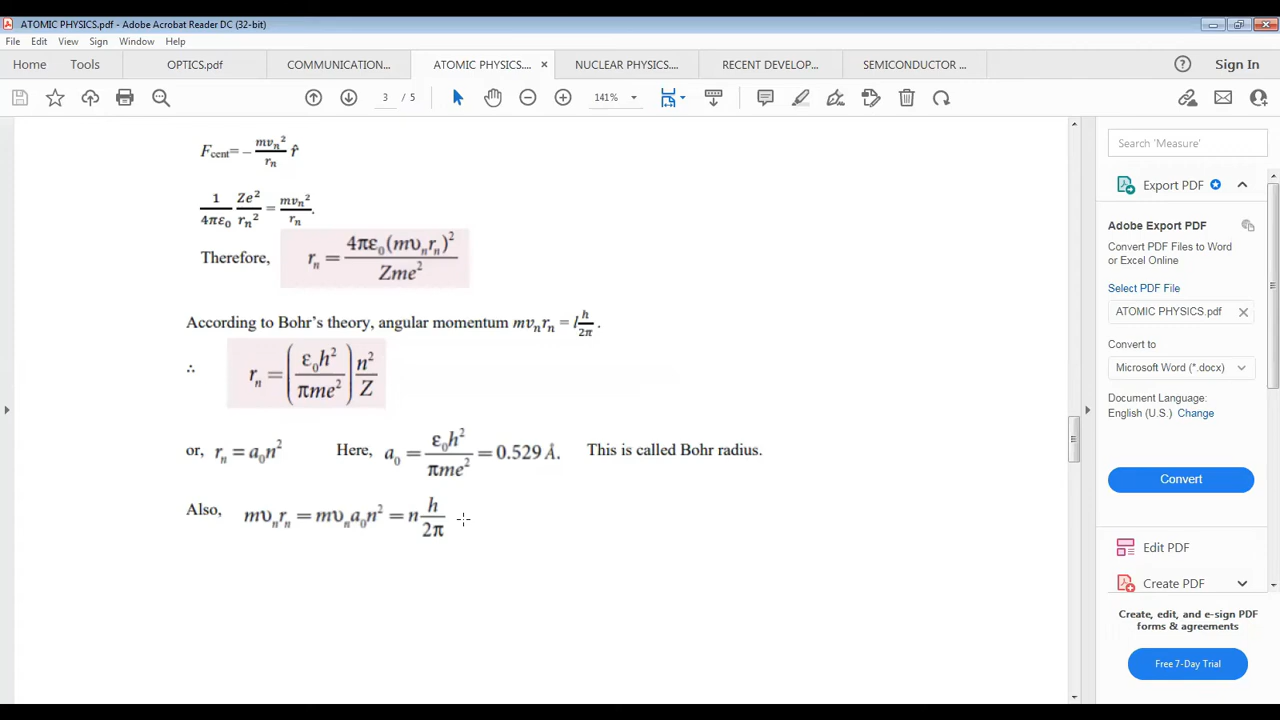 ATOMIC PHYSICS.pdf - Adobe Acrobat Reader DC (32-bit)
File Edit View Sign Window Help
Home Tools OPTICS.pdf COMMUNICATION... ATOMIC PHYSICS.... × NUCLEAR PHYSICS.... RECENT DEVELOP... SEMICONDUCTOR ... Sign In
3 / 5 141%
F_cent= − mv_n²/r_n r̂
1/4πε₀ Ze²/r_n² = mv_n²/r_n.
Therefore, r_n = 4πε₀(mυ_n r_n)²/Zme²
According to Bohr's theory, angular momentum mv_n r_n = l h/2π .
∴ r_n = (ε₀h²/πme²) n²/Z
or, r_n = a₀n² Here, a₀ = ε₀h²/πme² = 0.529 Å. This is called Bohr radius.
Also, mυ_n r_n = mυ_n a₀n² = n h/2π
Search 'Measure'
Export PDF
Adobe Export PDF
Convert PDF Files to Word
or Excel Online
Select PDF File
ATOMIC PHYSICS.pdf ×
Convert to
Microsoft Word (*.docx)
Document Language:
English (U.S.) Change
Convert
Edit PDF
Create PDF
Create, edit, and e-sign PDF
forms & agreements
Free 7-Day Trial